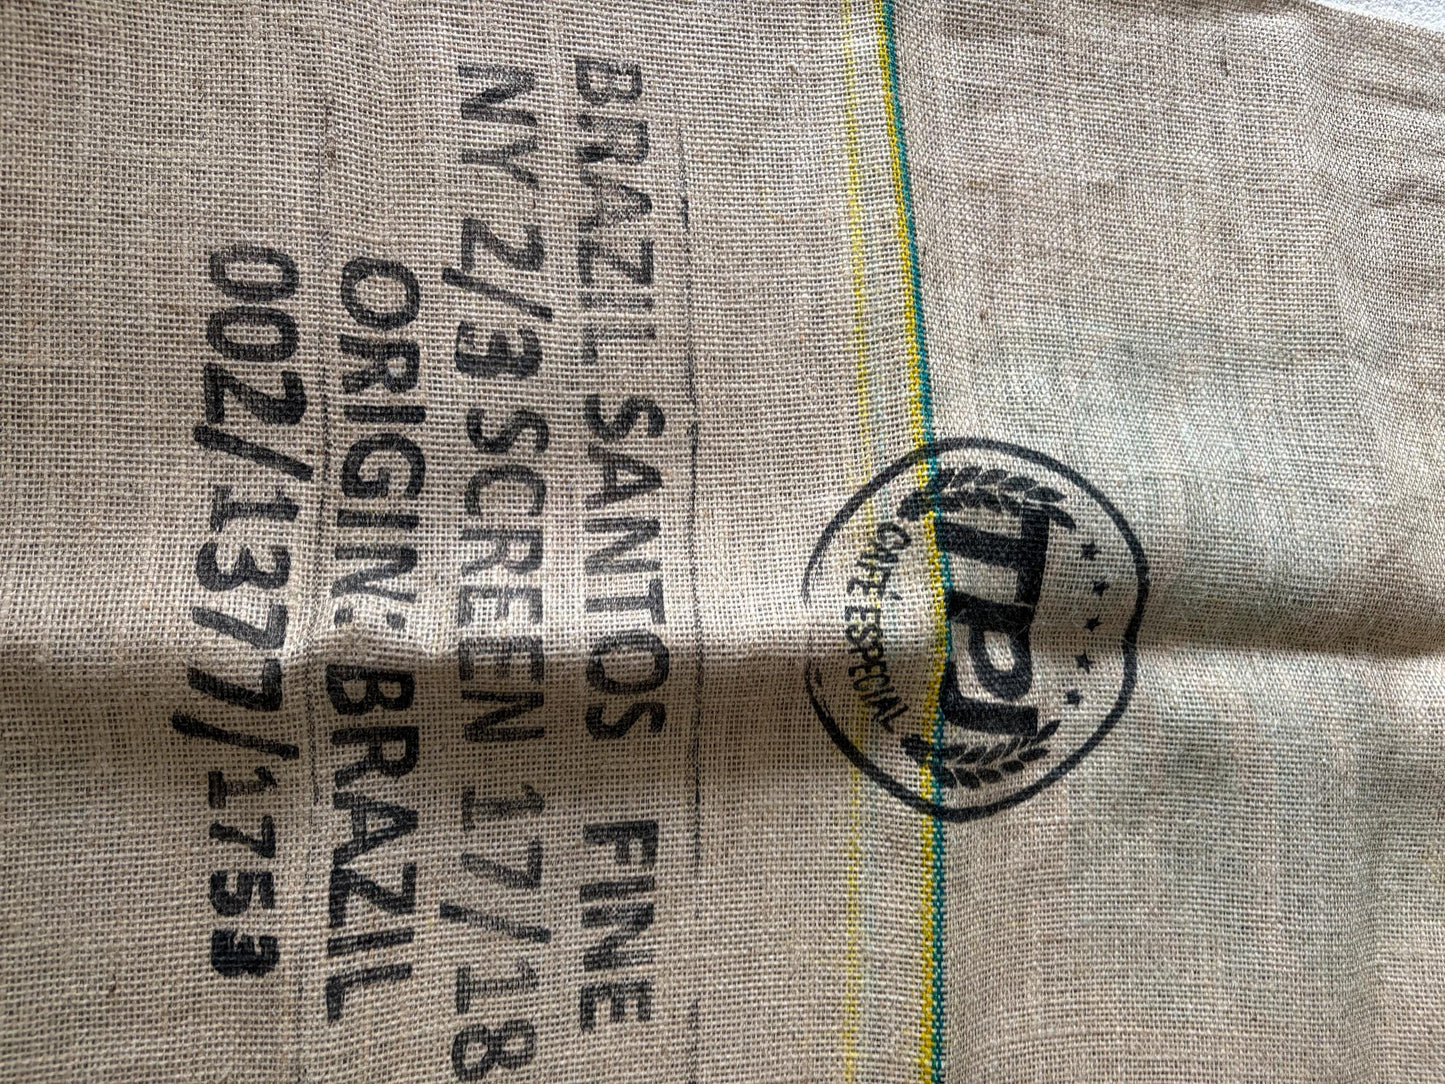 TPJ
CAFÉ ESPECIAL
BRAZIL SANTOS FINE
NY 2/3 SCREEN 17/18
ORIGIN: BRAZIL
002/1377/1753